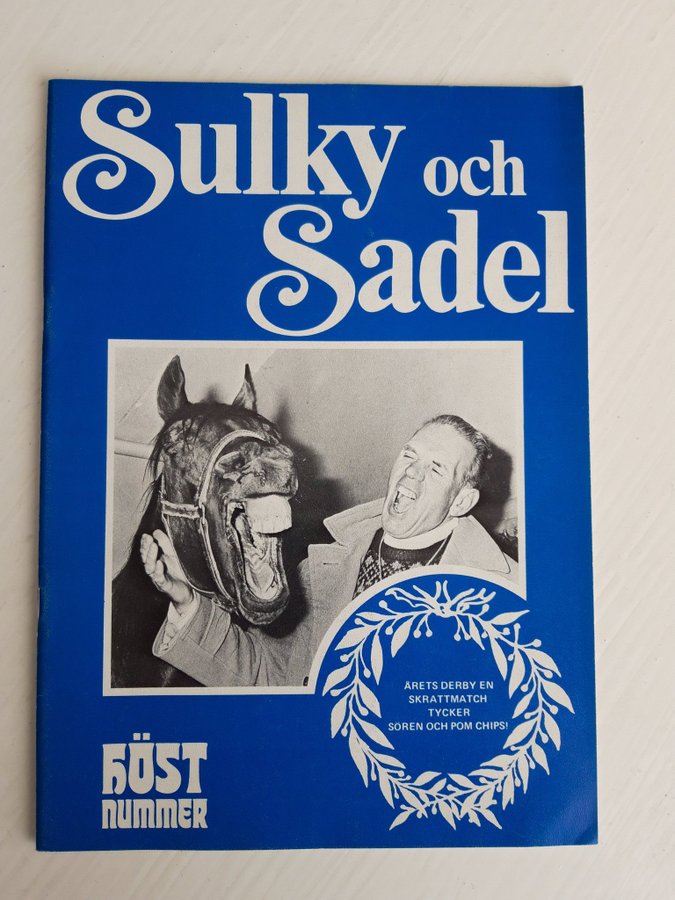 Sulky och
Sadel
ÅRETS DERBY EN
SKRATTMATCH
TYCKER
SÖREN OCH POM CHIPS!
HÖST
NUMMER